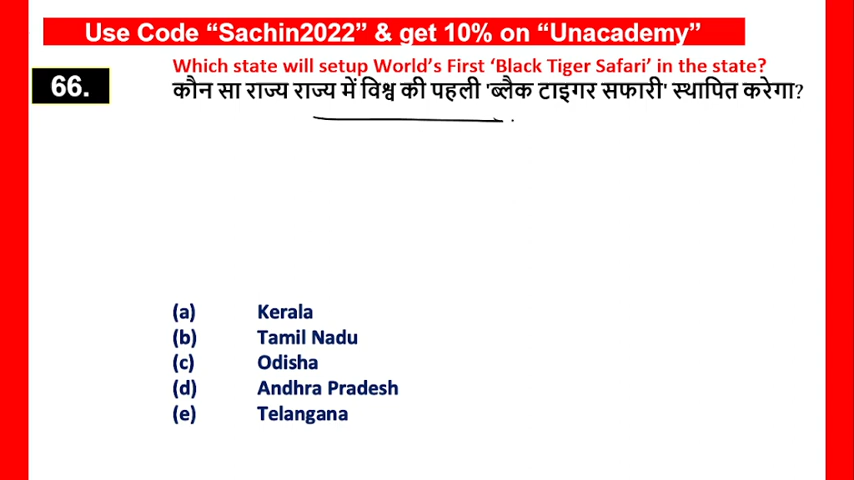 Use Code “Sachin2022” & get 10% on “Unacademy”
66.
Which state will setup World’s First ‘Black Tiger Safari’ in the state?
कौन सा राज्य राज्य में विश्व की पहली 'ब्लैक टाइगर सफारी' स्थापित करेगा?
(a) Kerala
(b) Tamil Nadu
(c) Odisha
(d) Andhra Pradesh
(e) Telangana